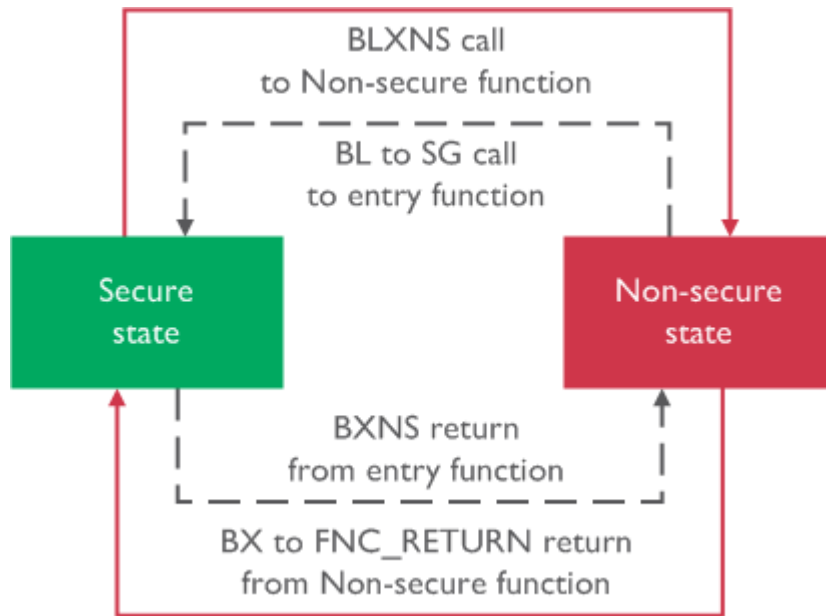 BLXNS call
to Non-secure function
BL to SG call
to entry function
Secure
state
Non-secure
state
BXNS return
from entry function
BX to FNC_RETURN return
from Non-secure function